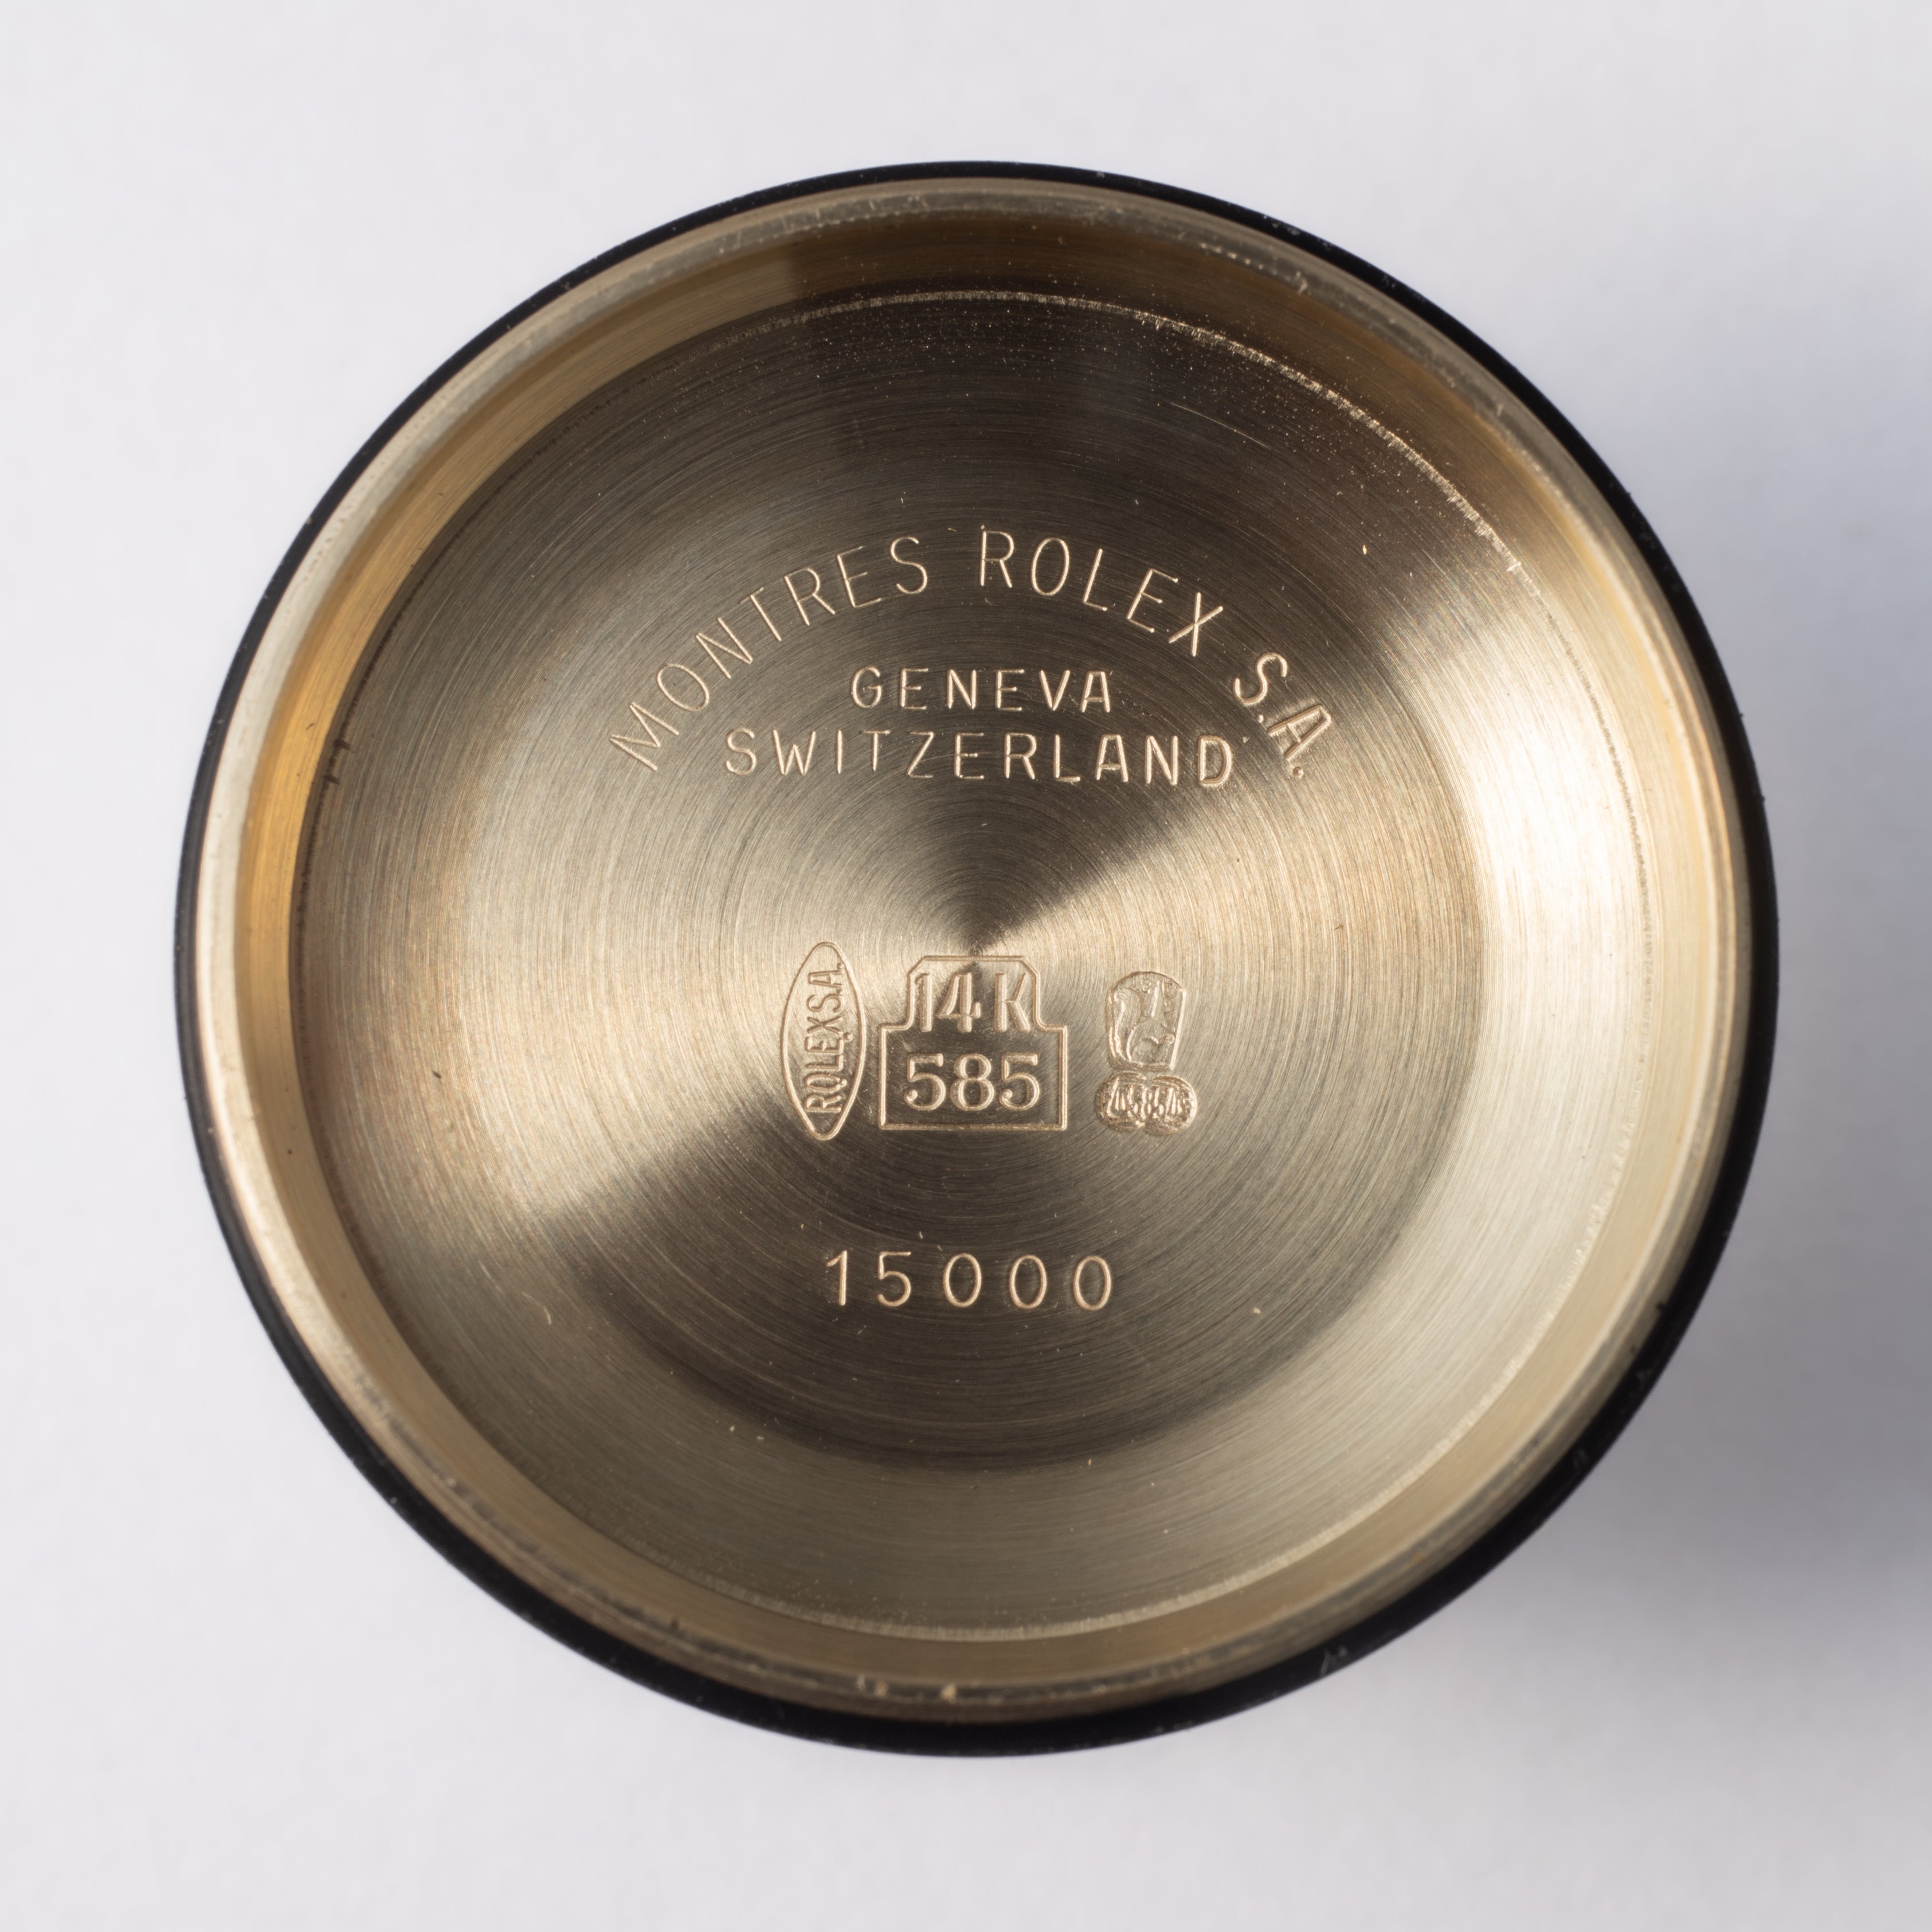 MONTRES ROLEX S.A.
GENEVA
SWITZERLAND
ROLEX S.A.
14K
585
15000